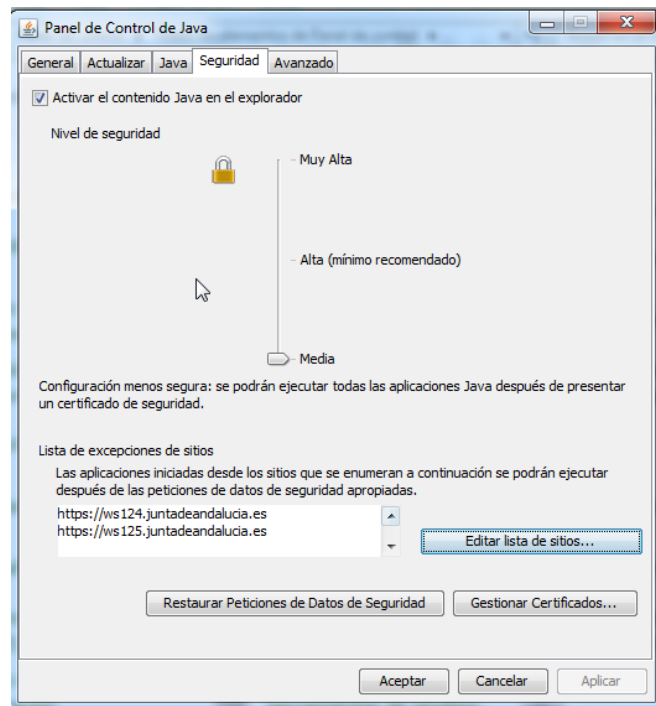 Panel de Control de Java
General Actualizar Java Seguridad Avanzado
Activar el contenido Java en el explorador
Nivel de seguridad
Muy Alta
Alta (mínimo recomendado)
Media
Configuración menos segura: se podrán ejecutar todas las aplicaciones Java después de presentar
un certificado de seguridad.
Lista de excepciones de sitios
Las aplicaciones iniciadas desde los sitios que se enumeran a continuación se podrán ejecutar
después de las peticiones de datos de seguridad apropiadas.
https://ws124.juntadeandalucia.es
https://ws125.juntadeandalucia.es
Editar lista de sitios...
Restaurar Peticiones de Datos de Seguridad Gestionar Certificados...
Aceptar Cancelar Aplicar